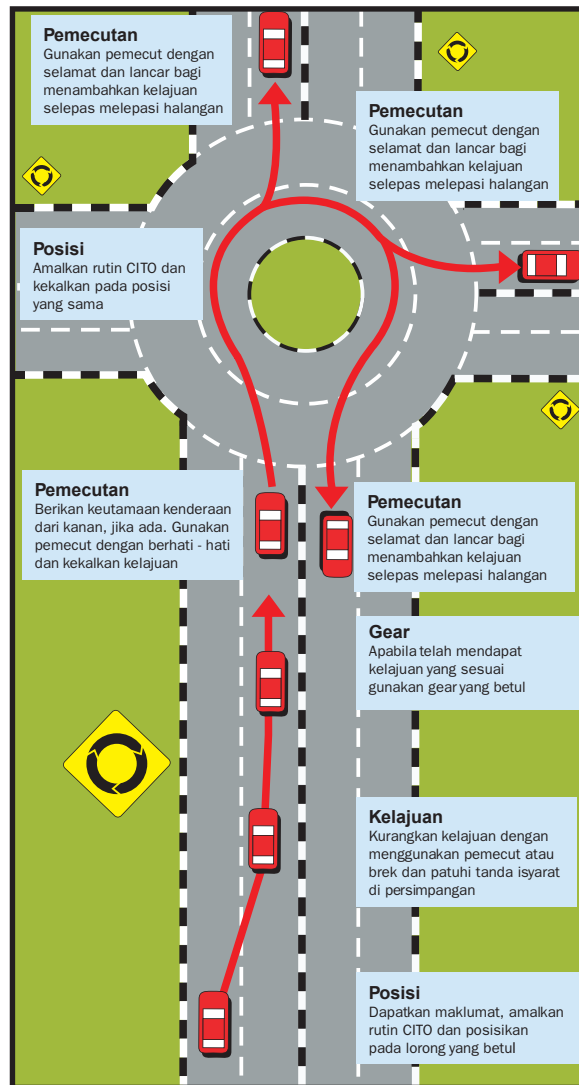 Pemecutan
Gunakan pemecut dengan
selamat dan lancar bagi
menambahkan kelajuan
selepas melepasi halangan
Pemecutan
Gunakan pemecut dengan
selamat dan lancar bagi
menambahkan kelajuan
selepas melepasi halangan
Posisi
Amalkan rutin CITO dan
kekalkan pada posisi
yang sama
Pemecutan
Berikan keutamaan kenderaan
dari kanan, jika ada. Gunakan
pemecut dengan berhati - hati
dan kekalkan kelajuan
Pemecutan
Gunakan pemecut dengan
selamat dan lancar bagi
menambahkan kelajuan
selepas melepasi halangan
Gear
Apabila telah mendapat
kelajuan yang sesuai
gunakan gear yang betul
Kelajuan
Kurangkan kelajuan dengan
menggunakan pemecut atau
brek dan patuhi tanda isyarat
di persimpangan
Posisi
Dapatkan maklumat, amalkan
rutin CITO dan posisikan
pada lorong yang betul